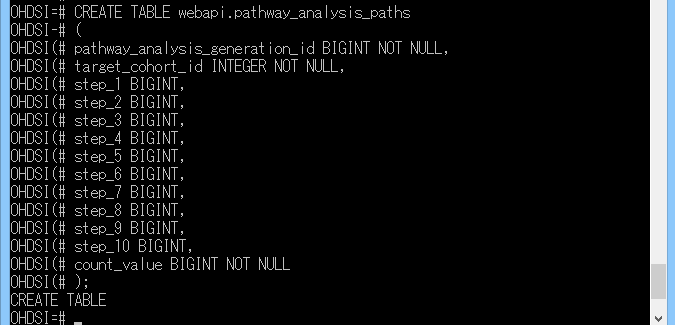 OHDSI=# CREATE TABLE webapi.pathway_analysis_paths
OHDSI-# (
OHDSI(# pathway_analysis_generation_id BIGINT NOT NULL,
OHDSI(# target_cohort_id INTEGER NOT NULL,
OHDSI(# step_1 BIGINT,
OHDSI(# step_2 BIGINT,
OHDSI(# step_3 BIGINT,
OHDSI(# step_4 BIGINT,
OHDSI(# step_5 BIGINT,
OHDSI(# step_6 BIGINT,
OHDSI(# step_7 BIGINT,
OHDSI(# step_8 BIGINT,
OHDSI(# step_9 BIGINT,
OHDSI(# step_10 BIGINT,
OHDSI(# count_value BIGINT NOT NULL
OHDSI(# );
CREATE TABLE
OHDSI=#